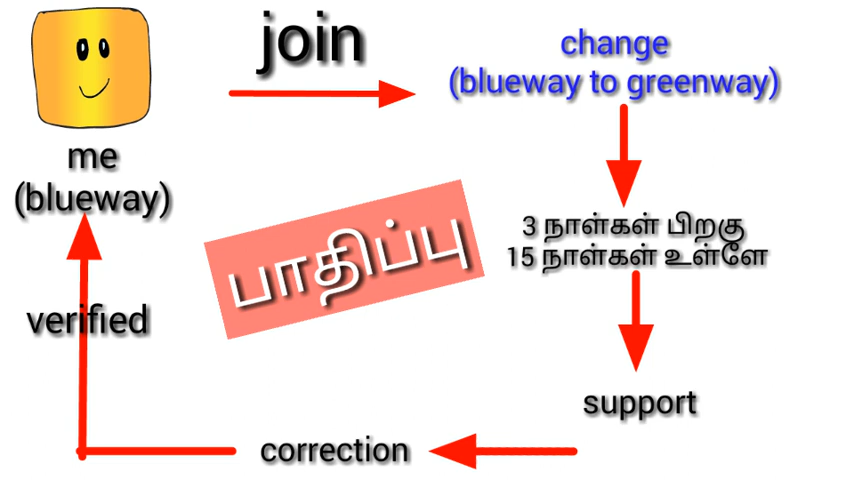 join
change
(blueway to greenway)
me
(blueway)
3 நாள்கள் பிறகு
15 நாள்கள் உள்ளே
பாதிப்பு
verified
support
correction